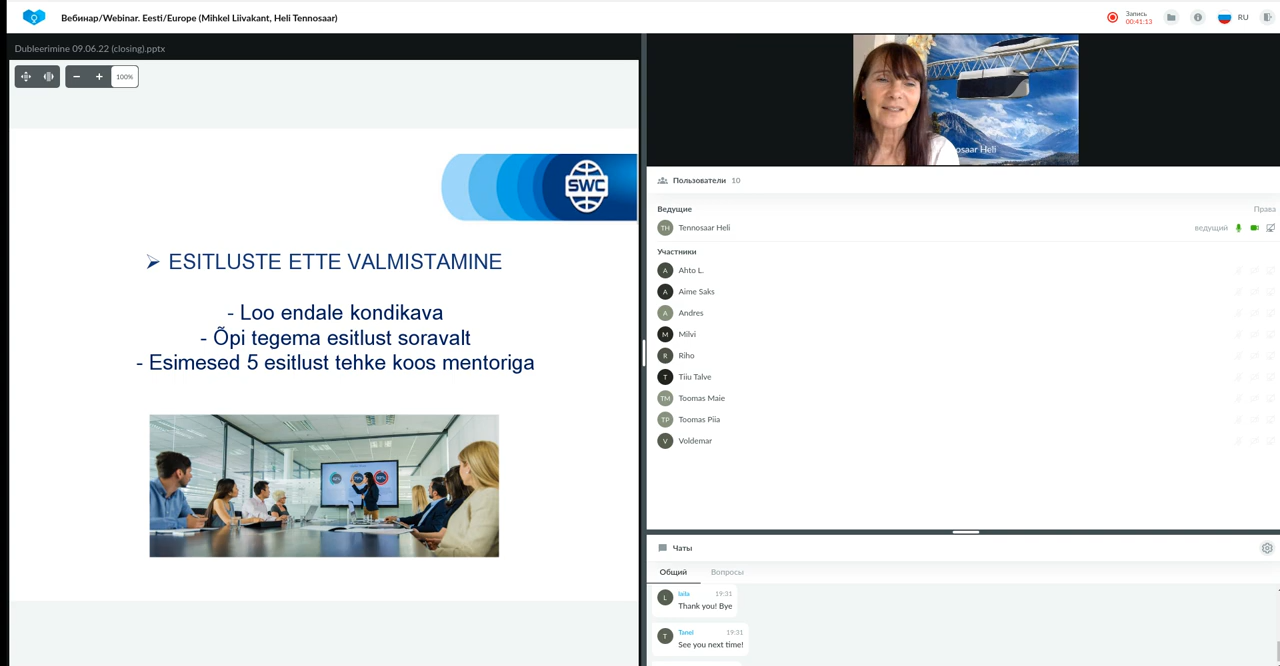 Вебинар/Webinar. Eesti/Europe (Mihkel Liivakant, Heli Tennosaar)
Запись
00:41:13
RU
Dubleerimine 09.06.22 (closing).pptx
100%
SWC
➢ ESITLUSTE ETTE VALMISTAMINE
- Loo endale kondikava
- Õpi tegema esitlust soravalt
- Esimesed 5 esitlust tehke koos mentoriga
osaar Heli
Пользователи 10
Ведущие Права
TH Tennosaar Heli ведущий
Участники
A Ahto L.
A Aime Saks
A Andres
M Milvi
R Riho
T Tiiu Talve
TM Toomas Maie
TP Toomas Piia
V Voldemar
Чаты
Общий Вопросы
L laila 19:31
Thank you! Bye
T Tanel 19:31
See you next time!